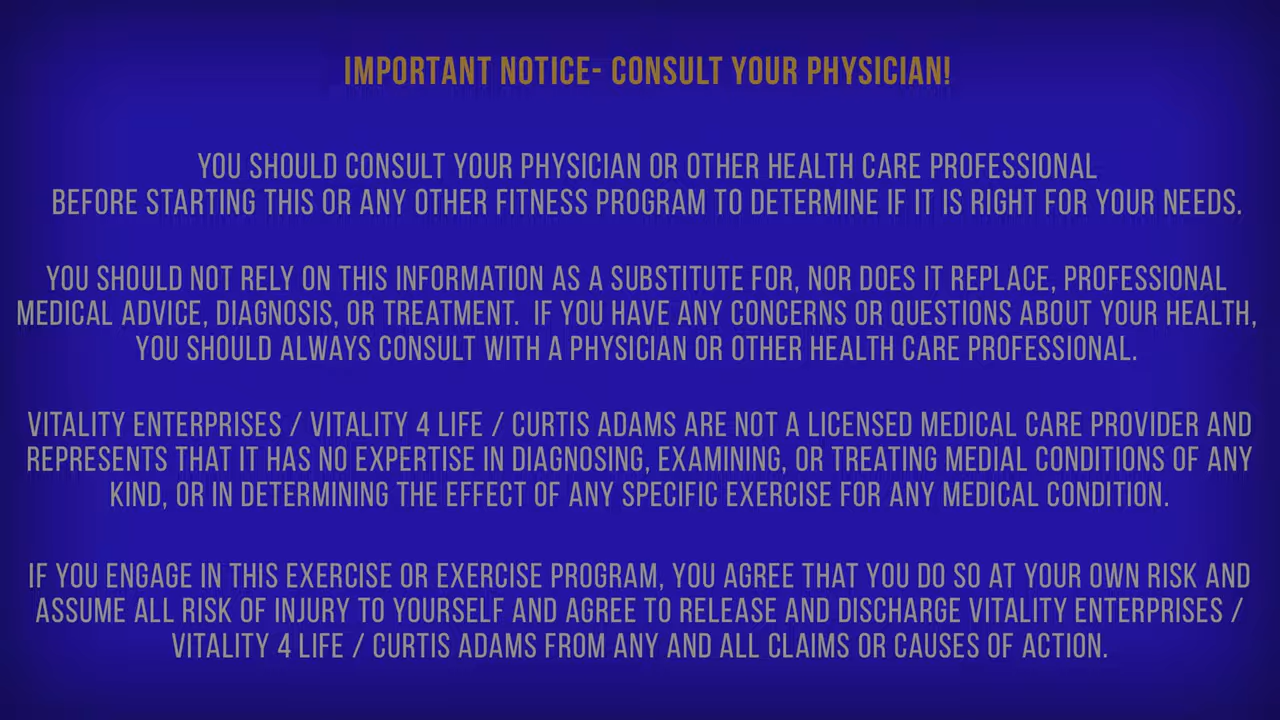 IMPORTANT NOTICE- CONSULT YOUR PHYSICIAN!
YOU SHOULD CONSULT YOUR PHYSICIAN OR OTHER HEALTH CARE PROFESSIONAL
BEFORE STARTING THIS OR ANY OTHER FITNESS PROGRAM TO DETERMINE IF IT IS RIGHT FOR YOUR NEEDS.
YOU SHOULD NOT RELY ON THIS INFORMATION AS A SUBSTITUTE FOR, NOR DOES IT REPLACE, PROFESSIONAL
MEDICAL ADVICE, DIAGNOSIS, OR TREATMENT.  IF YOU HAVE ANY CONCERNS OR QUESTIONS ABOUT YOUR HEALTH,
YOU SHOULD ALWAYS CONSULT WITH A PHYSICIAN OR OTHER HEALTH CARE PROFESSIONAL.
VITALITY ENTERPRISES / VITALITY 4 LIFE / CURTIS ADAMS ARE NOT A LICENSED MEDICAL CARE PROVIDER AND
REPRESENTS THAT IT HAS NO EXPERTISE IN DIAGNOSING, EXAMINING, OR TREATING MEDIAL CONDITIONS OF ANY
KIND, OR IN DETERMINING THE EFFECT OF ANY SPECIFIC EXERCISE FOR ANY MEDICAL CONDITION.
IF YOU ENGAGE IN THIS EXERCISE OR EXERCISE PROGRAM, YOU AGREE THAT YOU DO SO AT YOUR OWN RISK AND
ASSUME ALL RISK OF INJURY TO YOURSELF AND AGREE TO RELEASE AND DISCHARGE VITALITY ENTERPRISES /
VITALITY 4 LIFE / CURTIS ADAMS FROM ANY AND ALL CLAIMS OR CAUSES OF ACTION.